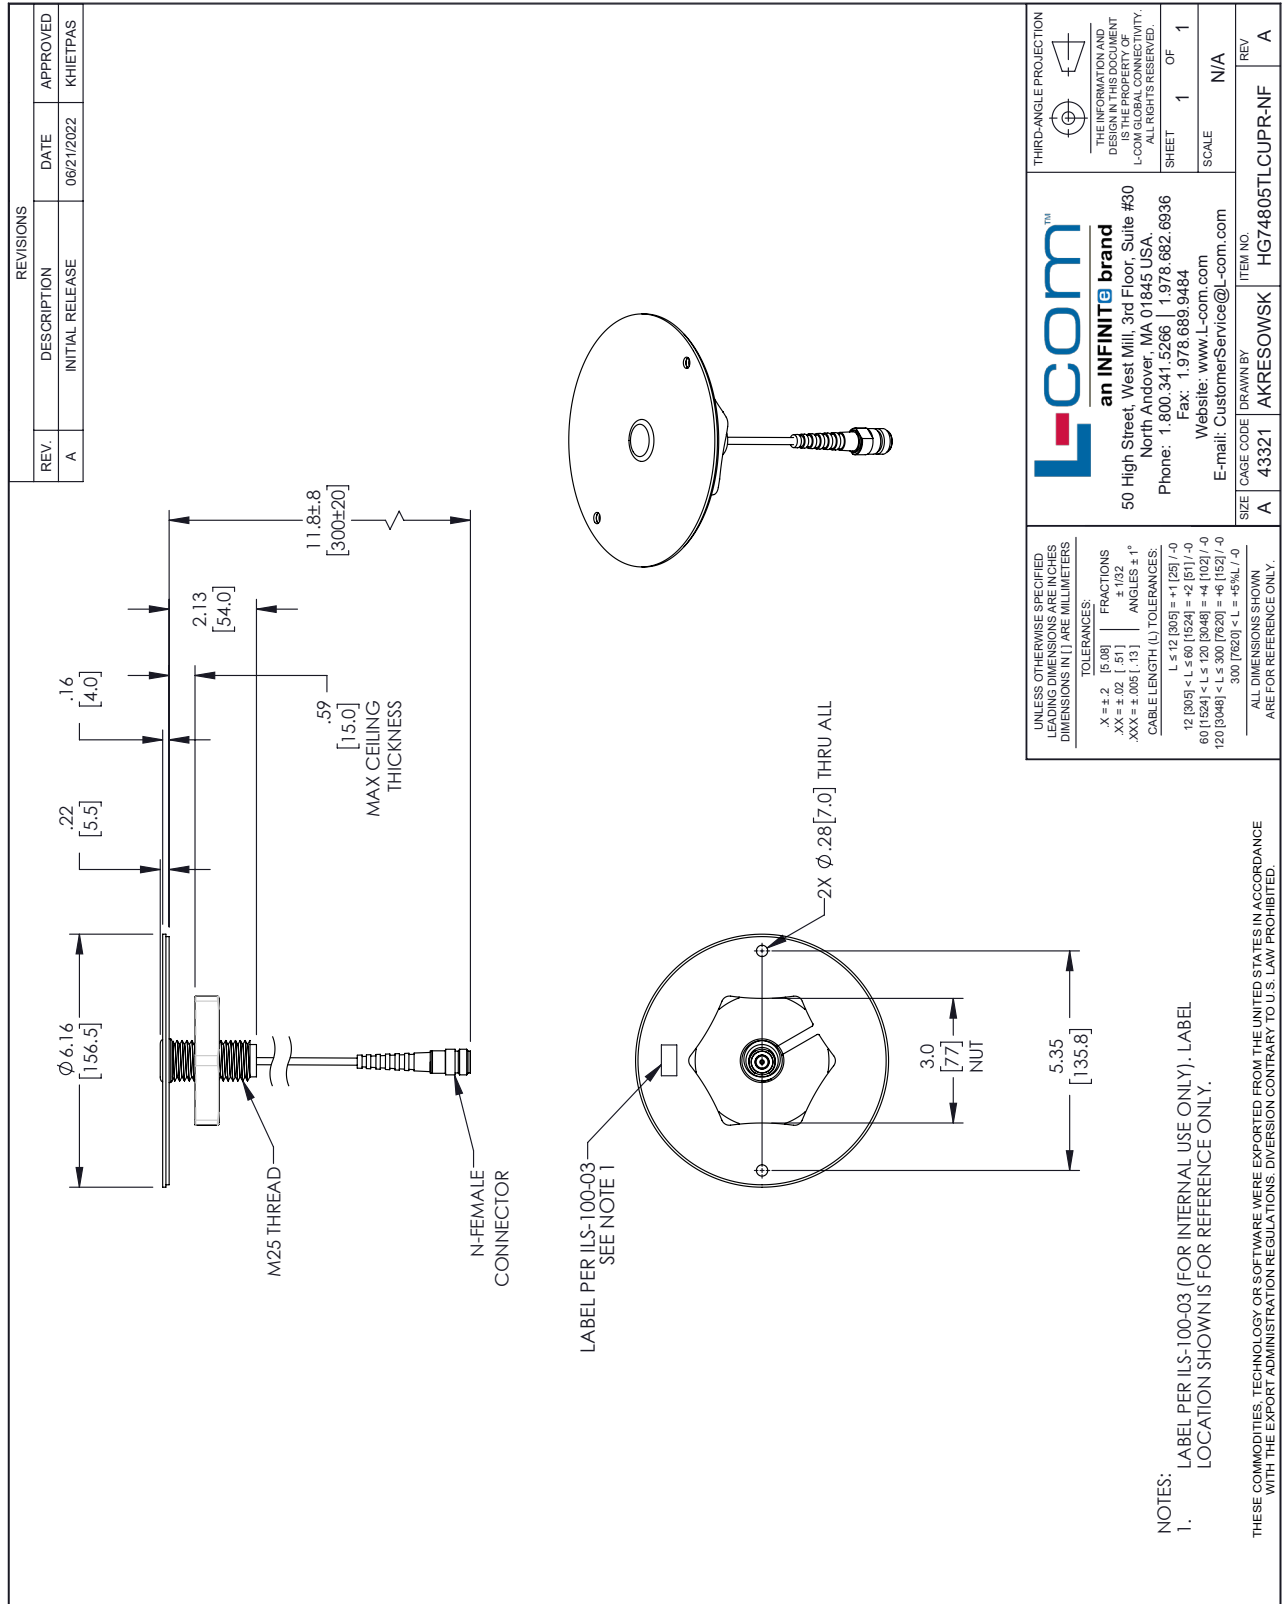 REVISIONS
REV. DESCRIPTION DATE APPROVED
A INITIAL RELEASE 06/21/2022 KHIETPAS
Ø 6.16
[156.5]
.22
[5.5]
.16
[4.0]
2.13
[54.0]
11.8±.8
[300±20]
.59
[15.0]
MAX CEILING
THICKNESS
M25 THREAD
N-FEMALE
CONNECTOR
LABEL PER ILS-100-03
SEE NOTE 1
2X Ø.28[7.0] THRU ALL
3.0
[77]
NUT
5.35
[135.8]
NOTES:
1. LABEL PER ILS-100-03 (FOR INTERNAL USE ONLY). LABEL
LOCATION SHOWN IS FOR REFERENCE ONLY.
THESE COMMODITIES, TECHNOLOGY OR SOFTWARE WERE EXPORTED FROM THE UNITED STATES IN ACCORDANCE
WITH THE EXPORT ADMINISTRATION REGULATIONS. DIVERSION CONTRARY TO U.S. LAW PROHIBITED.
UNLESS OTHERWISE SPECIFIED
LEADING DIMENSIONS ARE INCHES
DIMENSIONS IN [ ] ARE MILLIMETERS
TOLERANCES:
.X = ±.2 [5.08] FRACTIONS
.XX = ±.02 [.51] ± 1/32
.XXX = ±.005 [.13] ANGLES ± 1°
CABLE LENGTH (L) TOLERANCES:
L ≤ 12 [305] = +1 [25] / -0
12 [305] < L ≤ 60 [1524] = +2 [51] / -0
60 [1524] < L ≤ 120 [3048] = +4 [102] / -0
120 [3048] < L ≤ 300 [7620] = +6 [152] / -0
300 [7620] < L = +5%L / -0
ALL DIMENSIONS SHOWN
ARE FOR REFERENCE ONLY.
L-com™
an INFINITe brand
50 High Street, West Mill, 3rd Floor, Suite #30
North Andover, MA 01845 USA.
Phone: 1.800.341.5266 | 1.978.682.6936
Fax: 1.978.689.9484
Website: www.L-com.com
E-mail: CustomerService@L-com.com
THIRD-ANGLE PROJECTION
THE INFORMATION AND
DESIGN IN THIS DOCUMENT
IS THE PROPERTY OF
L-COM GLOBAL CONNECTIVITY.
ALL RIGHTS RESERVED.
SHEET 1 OF 1
SCALE N/A
SIZE A
CAGE CODE 43321
DRAWN BY AKRESOWSK
ITEM NO. HG74805TLCUPR-NF
REV A